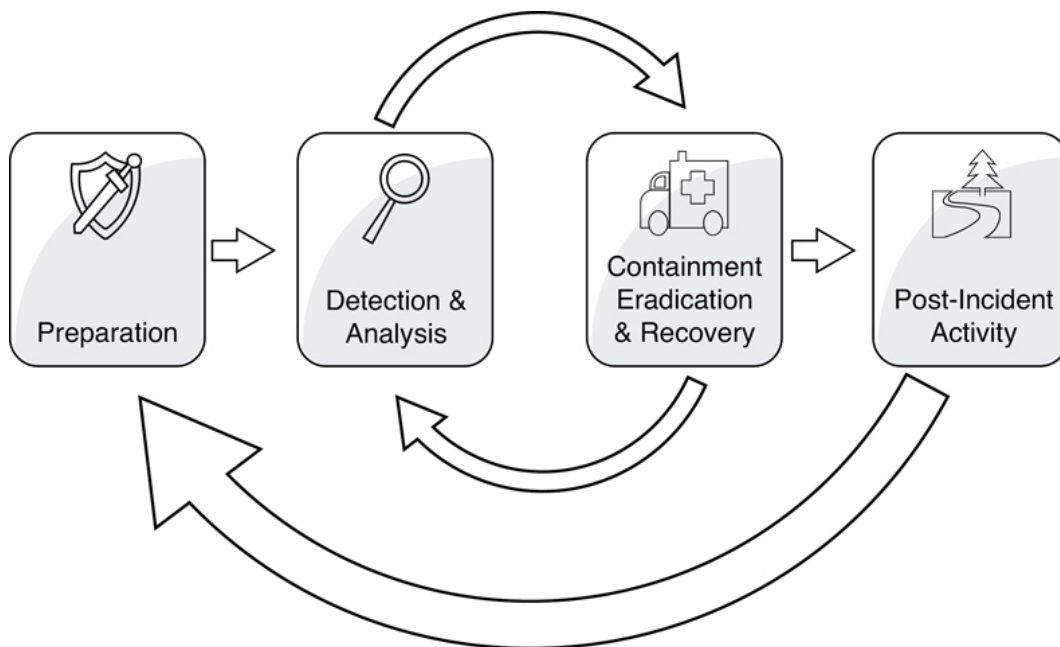 Preparation
Detection &
Analysis
Containment
Eradication
& Recovery
Post-Incident
Activity